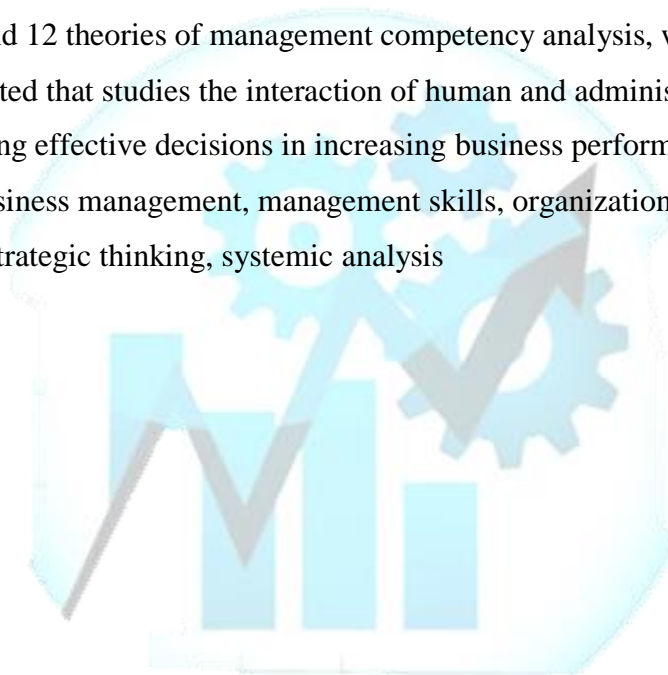 nd 12 theories of management competency analysis, v
ted that studies the interaction of human and adminis
ng effective decisions in increasing business perform
siness management, management skills, organization
trategic thinking, systemic analysis